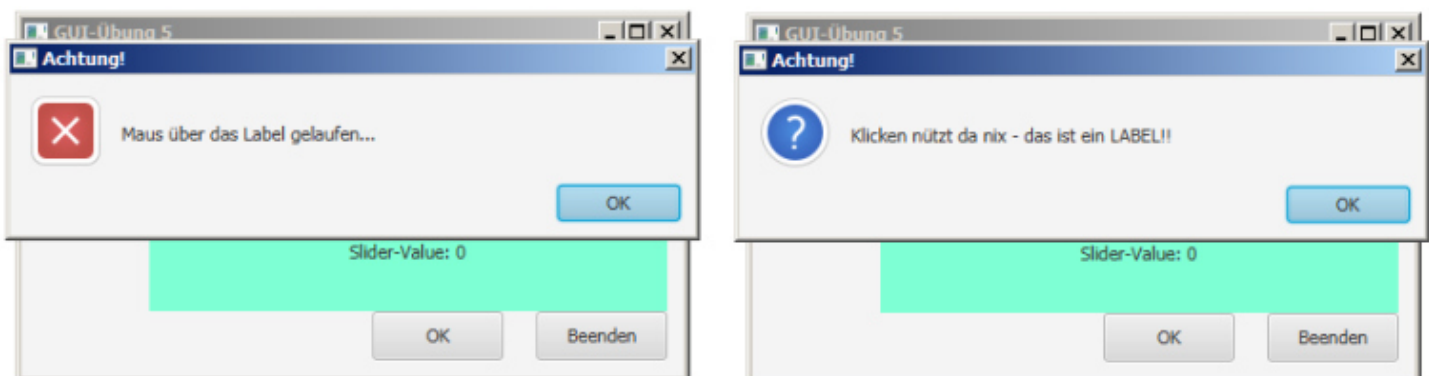 GUI-Übung 5
Achtung!
Maus über das Label gelaufen...
OK
Slider-Value: 0
OK Beenden
GUI-Übung 5
Achtung!
Klicken nützt da nix - das ist ein LABEL!!
OK
Slider-Value: 0
OK Beenden